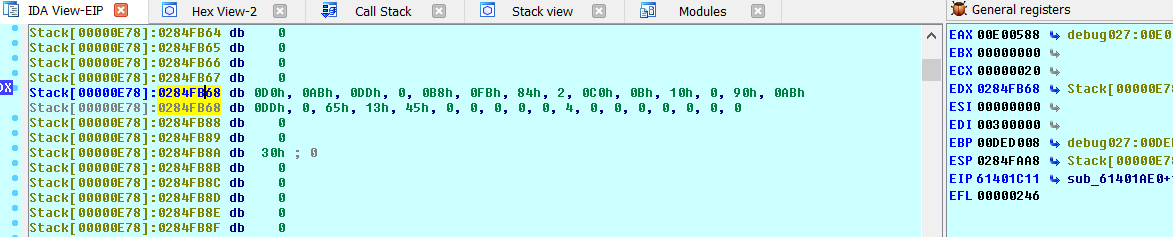 IDA View-EIP Hex View-2 Call Stack Stack view Modules General registers
Stack[00000E78]:0284FB64 db 0
Stack[00000E78]:0284FB65 db 0
Stack[00000E78]:0284FB66 db 0
Stack[00000E78]:0284FB67 db 0
DX Stack[00000E78]:0284FB68 db 0D0h, 0ABh, 0DDh, 0, 0B8h, 0FBh, 84h, 2, 0C0h, 0Bh, 10h, 0, 90h, 0ABh
Stack[00000E78]:0284FB68 db 0DDh, 0, 65h, 13h, 45h, 0, 0, 0, 0, 0, 4, 0, 0, 0, 0, 0, 0, 0
Stack[00000E78]:0284FB88 db 0
Stack[00000E78]:0284FB89 db 0
Stack[00000E78]:0284FB8A db 30h ; 0
Stack[00000E78]:0284FB8B db 0
Stack[00000E78]:0284FB8C db 0
Stack[00000E78]:0284FB8D db 0
Stack[00000E78]:0284FB8E db 0
Stack[00000E78]:0284FB8F db 0
EAX 00E00588 debug027:00E0
EBX 00000000
ECX 00000020
EDX 0284FB68 Stack[00000E78
ESI 00000000
EDI 00300000
EBP 00DED008 debug027:00DE
ESP 0284FAA8 Stack[00000E78
EIP 61401C11 sub_61401AE0+
EFL 00000246